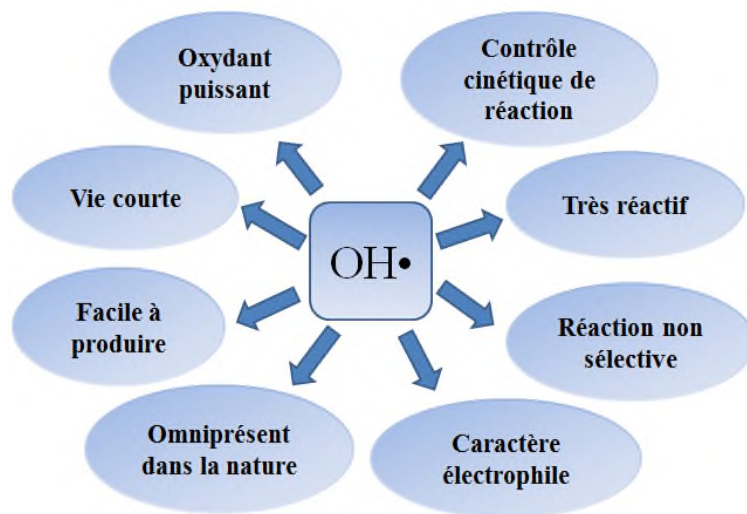 Oxydant
puissant
Contrôle
cinétique de
réaction
Vie courte
Très réactif
OH•
Facile à
produire
Réaction non
sélective
Omniprésent
dans la nature
Caractère
électrophile